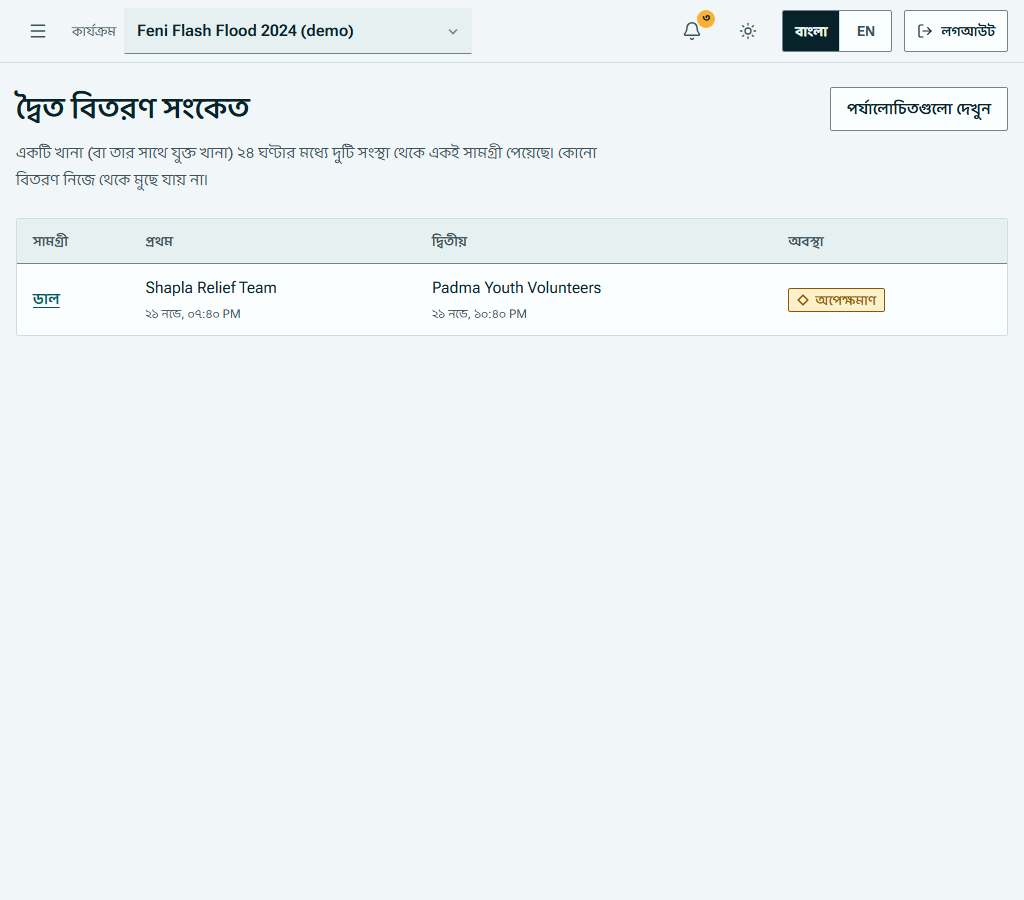 কার্যক্রম
Feni Flash Flood 2024 (demo)
৩
বাংলা
EN
লগআউট
দ্বৈত বিতরণ সংকেত
পর্যালোচিতগুলো দেখুন
একটি খানা (বা তার সাথে যুক্ত খানা) ২৪ ঘণ্টার মধ্যে দুটি সংস্থা থেকে একই সামগ্রী পেয়েছে। কোনো
বিতরণ নিজে থেকে মুছে যায় না।
সামগ্রী প্রথম দ্বিতীয় অবস্থা
ডাল Shapla Relief Team Padma Youth Volunteers অপেক্ষমাণ
২১ নভে, ০৭:৪০ PM ২১ নভে, ১০:৪০ PM